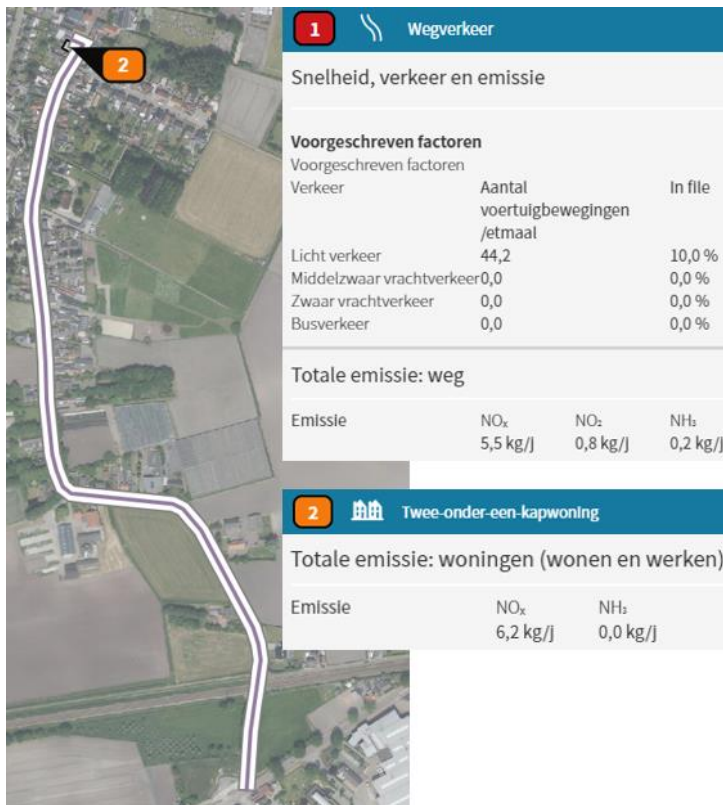 2
1 Wegverkeer
Snelheid, verkeer en emissie
Voorgeschreven factoren
Voorgeschreven factoren
Verkeer Aantal In file
voertuigbewegingen
/etmaal
Licht verkeer 44,2 10,0 %
Middelzwaar vrachtverkeer 0,0 0,0 %
Zwaar vrachtverkeer 0,0 0,0 %
Busverkeer 0,0 0,0 %
Totale emissie: weg
Emissie NOₓ NO₂ NH₃
5,5 kg/j 0,8 kg/j 0,2 kg/j
2 Twee-onder-een-kapwoning
Totale emissie: woningen (wonen en werken)
Emissie NOₓ NH₃
6,2 kg/j 0,0 kg/j